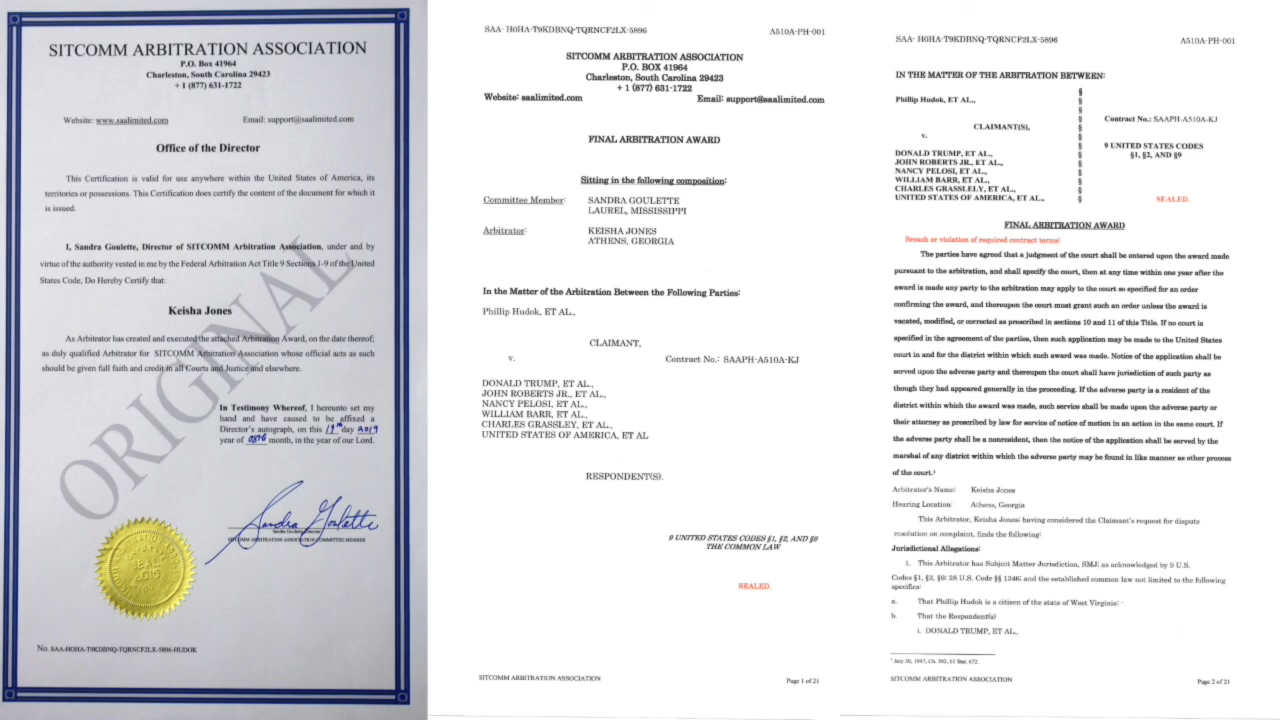 SITCOMM ARBITRATION ASSOCIATION
P.O. Box 41964
Charleston, South Carolina 29423
+ 1 (877) 631-1722
Website: www.saalimited.com Email: support@saalimited.com
Office of the Director
This Certification is valid for use anywhere within the United States of America, its
territories or possessions. This Certification does certify the content of the document for which it
is issued.
I, Sandra Goulette, Director of SITCOMM Arbitration Association, under and by
virtue of the authority vested in me by the Federal Arbitration Act Title 9 Sections 1-9 of the United
States Code, Do Hereby Certify that:
Keisha Jones
As Arbitrator has created and executed the attached Arbitration Award, on the date thereof;
as duly qualified Arbitrator for SITCOMM Arbitration Association whose official acts as such
should be given full faith and credit in all Courts and Justice and elsewhere.
ORIGINAL
In Testimony Whereof, I hereunto set my
hand and have caused to be affixed a
Director's autograph, on this 19th day 2019
year of month, in the year of our Lord.
Sandra Goulette
Sandra Goulette, Director
SITCOMM ARBITRATION ASSOCIATION COMMITTEE MEMBER
No. SAA-H0HA-T9KDBNQ-TQRNCF2LX-5896-HUDOK
SAA- H0HA-T9KDBNQ-TQRNCF2LX-5896 A510A-PH-001
SITCOMM ARBITRATION ASSOCIATION
P.O. BOX 41964
Charleston, South Carolina 29423
+ 1 (877) 631-1722
Website: saalimited.com Email: support@saalimited.com
FINAL ARBITRATION AWARD
Sitting in the following composition:
Committee Member: SANDRA GOULETTE
LAUREL, MISSISSIPPI
Arbitrator: KEISHA JONES
ATHENS, GEORGIA
In the Matter of the Arbitration Between the Following Parties:
Phillip Hudok, ET AL.,
CLAIMANT,
v. Contract No.: SAAPH-A510A-KJ
DONALD TRUMP, ET AL.,
JOHN ROBERTS JR., ET AL.,
NANCY PELOSI, ET AL.,
WILLIAM BARR, ET AL.,
CHARLES GRASSLEY, ET AL.,
UNITED STATES OF AMERICA, ET AL
RESPONDENT(S).
9 UNITED STATES CODES §1, §2, AND §9
THE COMMON LAW
SEALED.
SITCOMM ARBITRATION ASSOCIATION Page 1 of 21
SAA- H0HA-T9KDBNQ-TQRNCF2LX-5896 A510A-PH-001
IN THE MATTER OF THE ARBITRATION BETWEEN:
§
Phillip Hudok, ET AL., §
§
§
Contract No.: SAAPH-A510A-KJ
CLAIMANT(S), §
v. §
§
9 UNITED STATES CODES
§1, §2, AND §9
DONALD TRUMP, ET AL., §
JOHN ROBERTS JR., ET AL., §
NANCY PELOSI, ET AL., §
WILLIAM BARR, ET AL., §
CHARLES GRASSLELY, ET AL., §
UNITED STATES OF AMERICA, ET AL., § SEALED.
FINAL ARBITRATION AWARD
Breach or violation of required contract terms:
The parties have agreed that a judgment of the court shall be entered upon the award made
pursuant to the arbitration, and shall specify the court, then at any time within one year after the
award is made any party to the arbitration may apply to the court so specified for an order
confirming the award, and thereupon the court must grant such an order unless the award is
vacated, modified, or corrected as prescribed in sections 10 and 11 of this Title. If no court is
specified in the agreement of the parties, then such application may be made to the United States
court in and for the district within which such award was made. Notice of the application shall be
served upon the adverse party and thereupon the court shall have jurisdiction of such party as
though they had appeared generally in the proceeding. If the adverse party is a resident of the
district within which the award was made, such service shall be made upon the adverse party or
their attorney as prescribed by law for service of notice of motion in an action in the same court. If
the adverse party shall be a nonresident, then the notice of the application shall be served by the
marshal of any district within which the adverse party may be found in like manner as other process
of the court.¹
Arbitrator's Name: Keisha Jones
Hearing Location: Athens, Georgia
This Arbitrator, Keisha Jones; having considered the Claimant's request for dispute
resolution on complaint, finds the following:
Jurisdictional Allegations:
1. This Arbitrator has Subject Matter Jurisdiction, SMJ; as acknowledged by 9 U.S.
Codes §1, §2, §9; 28 U.S. Code §§ 1346; and the established common law not limited to the following
specifics:
a. That Phillip Hudok is a citizen of the state of West Virginia:
b. That the Respondent(s)
i. DONALD TRUMP, ET AL.,
¹ July 30, 1947, Ch. 392, 61 Stat. 672.
SITCOMM ARBITRATION ASSOCIATION Page 2 of 21